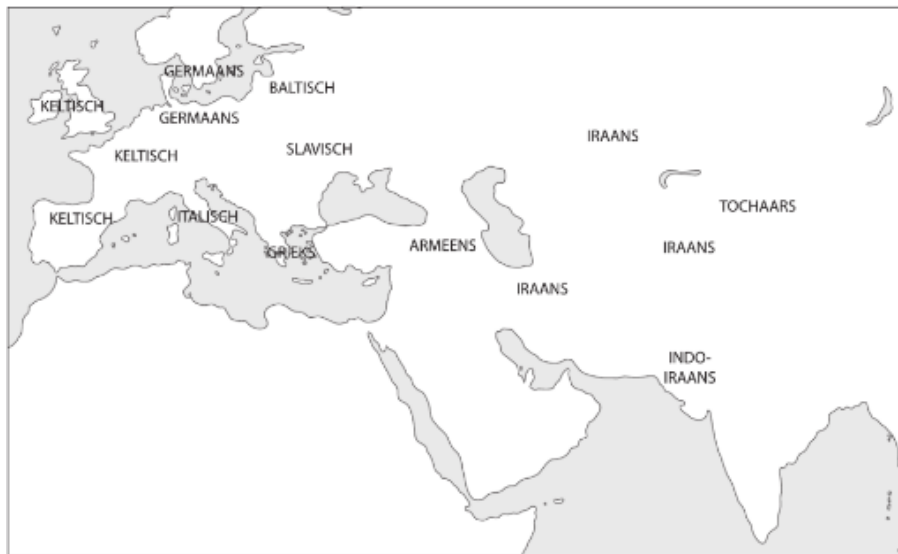 GERMAANS
BALTISCH
KELTISCH
GERMAANS
IRAANS
SLAVISCH
KELTISCH
TOCHAARS
KELTISCH
ITALISCH
ARMEENS
IRAANS
GRIEKS
IRAANS
INDO-
IRAANS